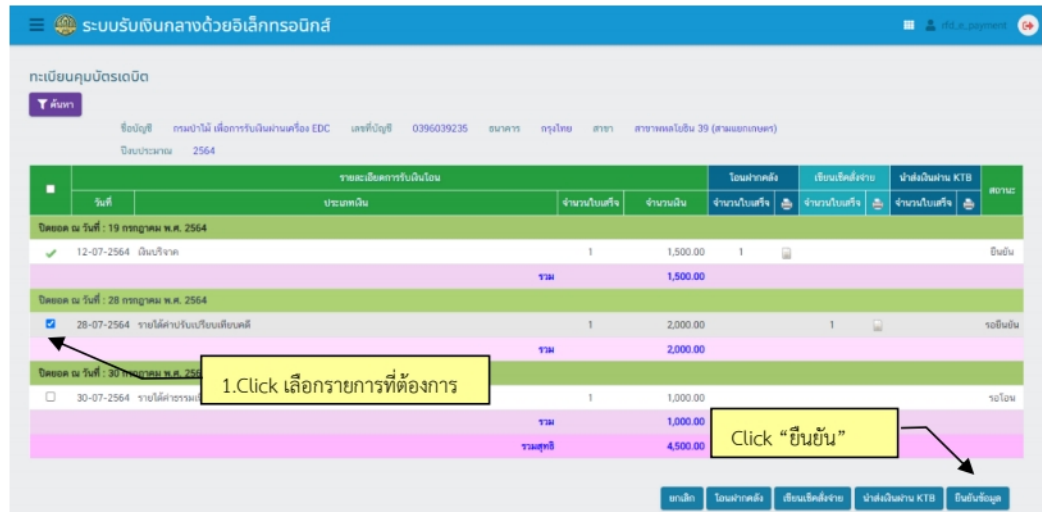 ระบบรับเงินกลางด้วยอิเล็กทรอนิกส์ rfd_e_payment
ทะเบียนคุมบัตรเดบิต
ค้นหา
ชื่อบัญชี กรมป่าไม้ เพื่อการรับเงินผ่านเครื่อง EDC เลขที่บัญชี 0396039235 ธนาคาร กรุงไทย สาขา สาขาพหลโยธิน 39 (สามแยกเกษตร)
ปีงบประมาณ 2564
รายละเอียดการรับเงินโอน โอนฝากคลัง เขียนเช็คสั่งจ่าย นำส่งเงินผ่าน KTB สถานะ
วันที่ ประเภทเงิน จำนวนใบเสร็จ จำนวนเงิน จำนวนใบเสร็จ จำนวนใบเสร็จ จำนวนใบเสร็จ
ปิดยอด ณ วันที่ : 19 กรกฎาคม พ.ศ. 2564
12-07-2564 เงินบริจาค 1 1,500.00 1 ยืนยัน
รวม 1,500.00
ปิดยอด ณ วันที่ : 28 กรกฎาคม พ.ศ. 2564
28-07-2564 รายได้ค่าปรับเปรียบเทียบคดี 1 2,000.00 1 รอยืนยัน
รวม 2,000.00
ปิดยอด ณ วันที่ : 30 กรกฎาคม พ.ศ.
1.Click เลือกรายการที่ต้องการ
30-07-2564 1 1,000.00 รอโอน
รวม 1,000.00
รวมสุทธิ 4,500.00
Click “ยืนยัน”
ยกเลิก โอนฝากคลัง เขียนเช็คสั่งจ่าย นำส่งเงินผ่าน KTB ยืนยันข้อมูล